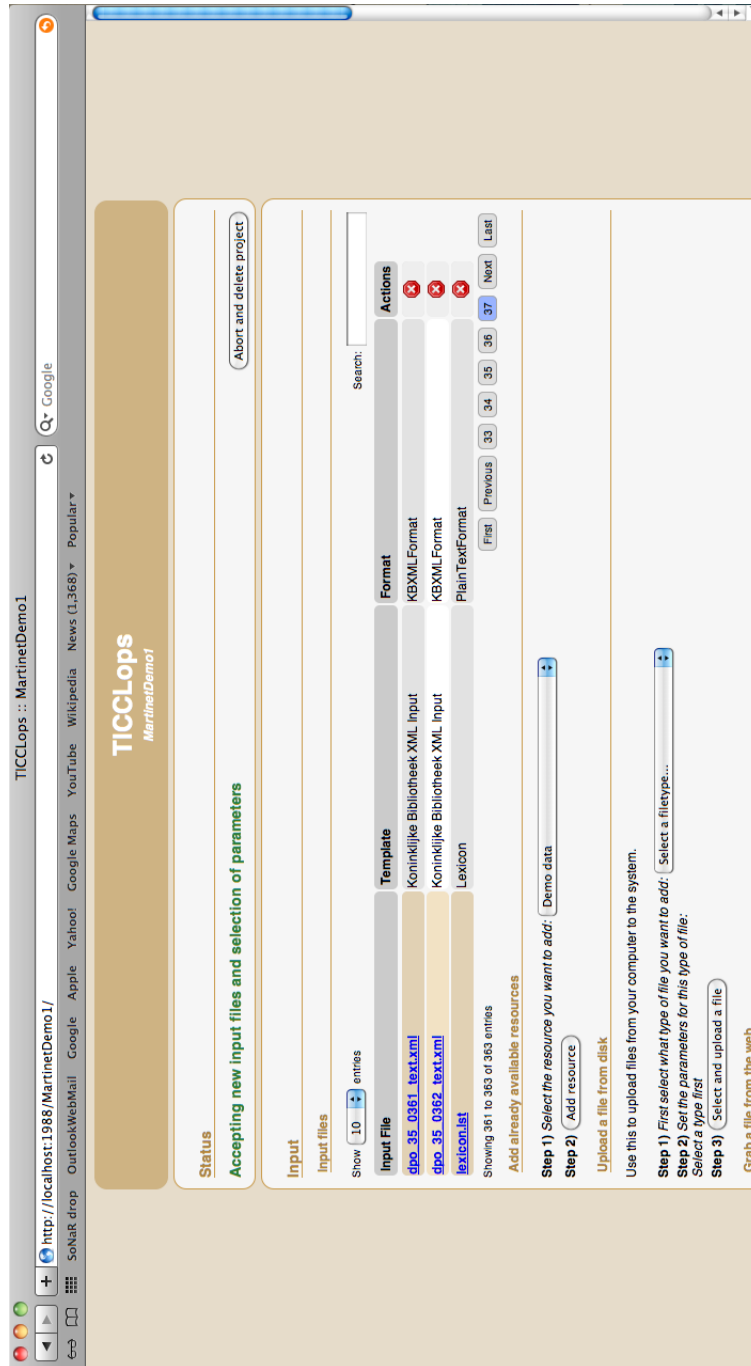 TICCLops :: MartinetDemo1
http://localhost:1988/MartinetDemo1/
Google
SoNaR drop OutlookWebMail Google Apple Yahoo! Google Maps YouTube Wikipedia News (1,368) Popular
TICCLops
MartinetDemo1
Status
Accepting new input files and selection of parameters
Abort and delete project
Input
Input files
Show 10 entries Search:
Input File Template Format Actions
dpo_35_0361_text.xml Koninklijke Bibliotheek XML Input KBXMLFormat
dpo_35_0362_text.xml Koninklijke Bibliotheek XML Input KBXMLFormat
lexicon.lst Lexicon PlainTextFormat
Showing 361 to 363 of 363 entries First Previous 33 34 35 36 37 Next Last
Add already available resources
Step 1) Select the resource you want to add: Demo data
Step 2) Add resource
Upload a file from disk
Use this to upload files from your computer to the system.
Step 1) First select what type of file you want to add: Select a filetype...
Step 2) Set the parameters for this type of file:
Select a type first
Step 3) Select and upload a file
Grab a file from the web